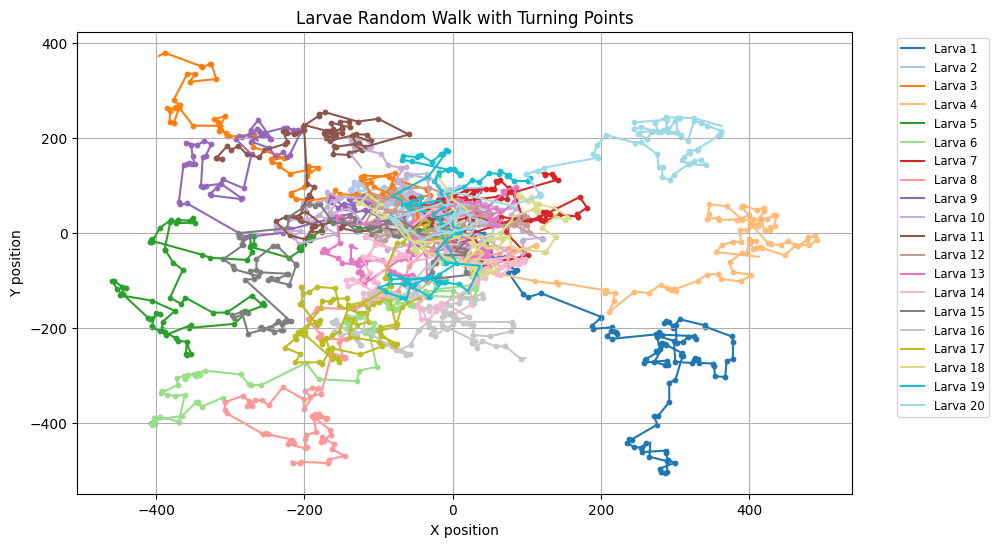 Larvae Random Walk with Turning Points
Y position
400
200
0
−200
−400
−400
−200
0
200
400
X position
Larva 1
Larva 2
Larva 3
Larva 4
Larva 5
Larva 6
Larva 7
Larva 8
Larva 9
Larva 10
Larva 11
Larva 12
Larva 13
Larva 14
Larva 15
Larva 16
Larva 17
Larva 18
Larva 19
Larva 20